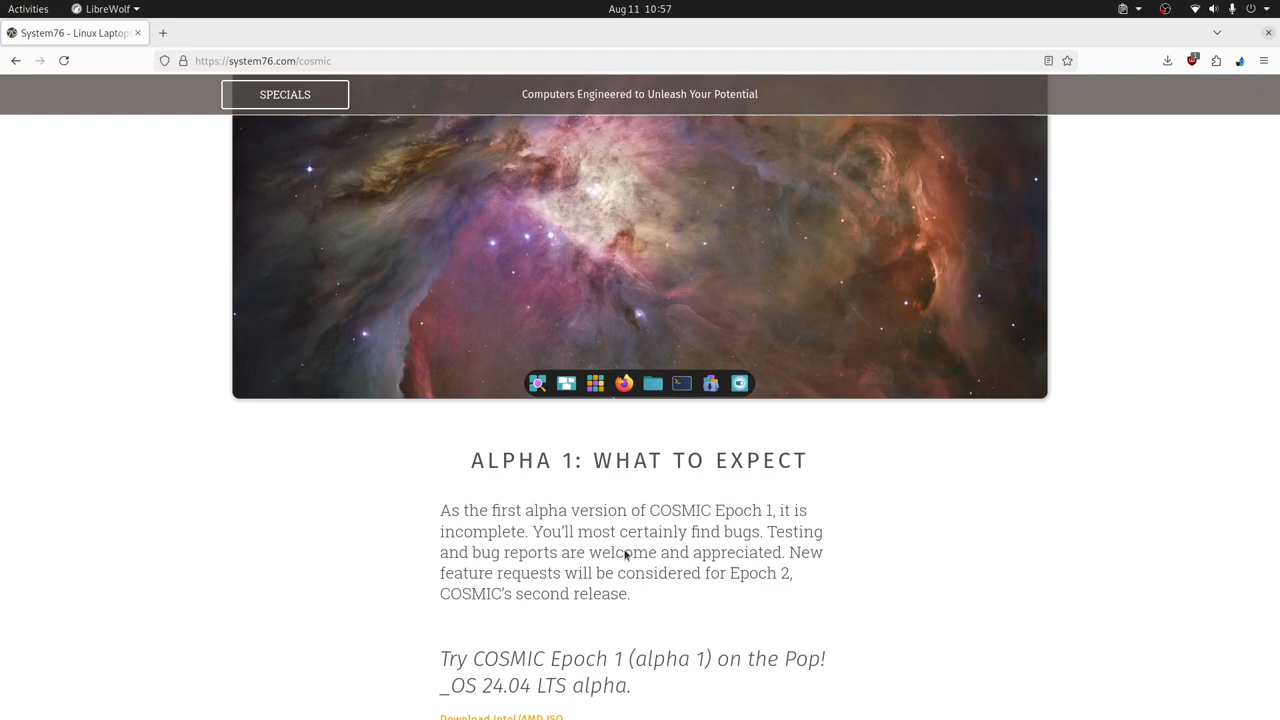 Activities
LibreWolf
Aug 11 10:57
System76 - Linux Laptop
https://system76.com/cosmic
SPECIALS
Computers Engineered to Unleash Your Potential
ALPHA 1: WHAT TO EXPECT
As the first alpha version of COSMIC Epoch 1, it is
incomplete. You’ll most certainly find bugs. Testing
and bug reports are welcome and appreciated. New
feature requests will be considered for Epoch 2,
COSMIC’s second release.
Try COSMIC Epoch 1 (alpha 1) on the Pop!
_OS 24.04 LTS alpha.
Download Intel/AMD ISO